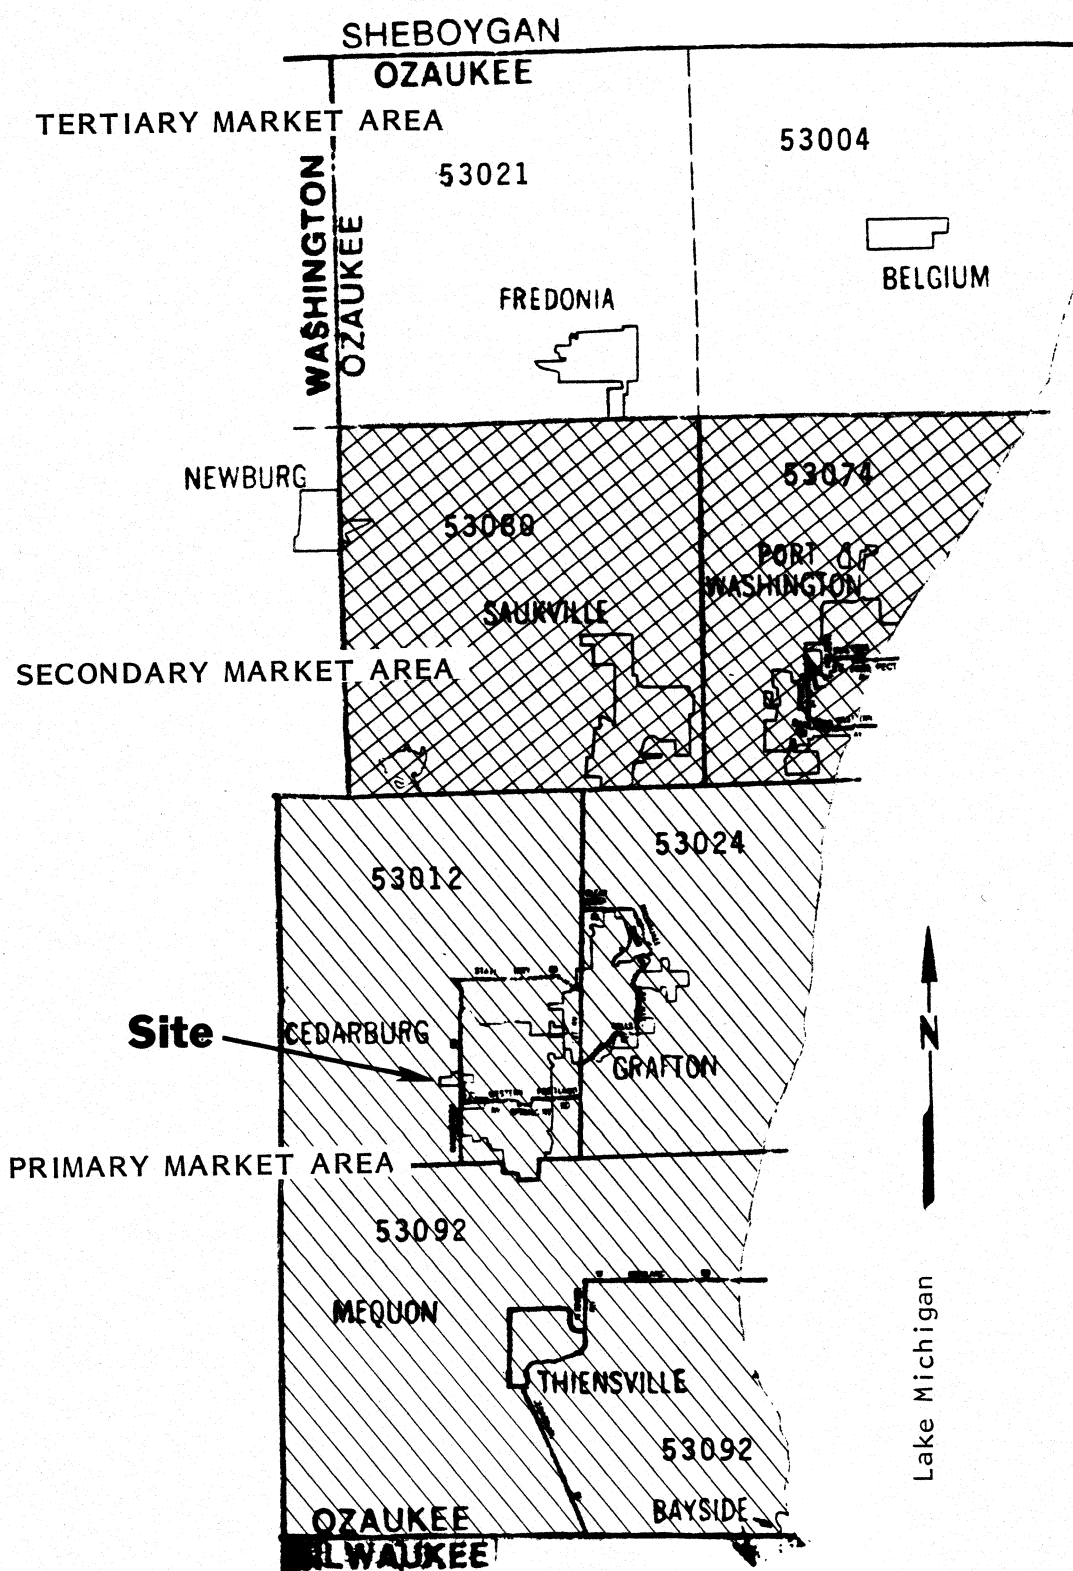 SHEBOYGAN
OZAUKEE
TERTIARY MARKET AREA
53004
53021
WASHINGTON
OZAUKEE
BELGIUM
FREDONIA
NEWBURG
53074
53080
PORT
WASHINGTON
SAUKVILLE
SECONDARY MARKET AREA
53024
53012
Site
CEDARBURG
N
GRAFTON
PRIMARY MARKET AREA
53092
MEQUON
THIENSVILLE
Lake Michigan
53092
BAYSIDE
OZAUKEE
ILWAUKEE